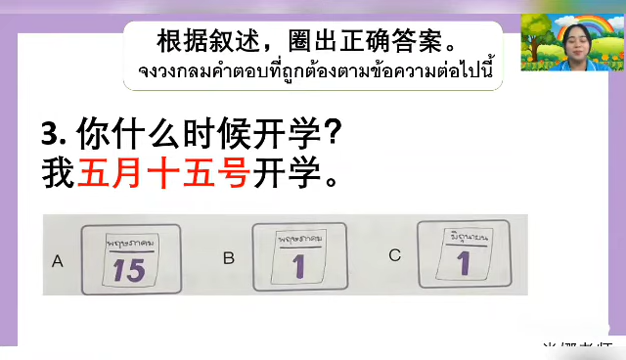 根据叙述，圈出正确答案。
จงวงกลมคำตอบที่ถูกต้องตามข้อความต่อไปนี้
3. 你什么时候开学？
我五月十五号开学。
A พฤษภาคม 15 B พฤษภาคม 1 C มิถุนายน 1